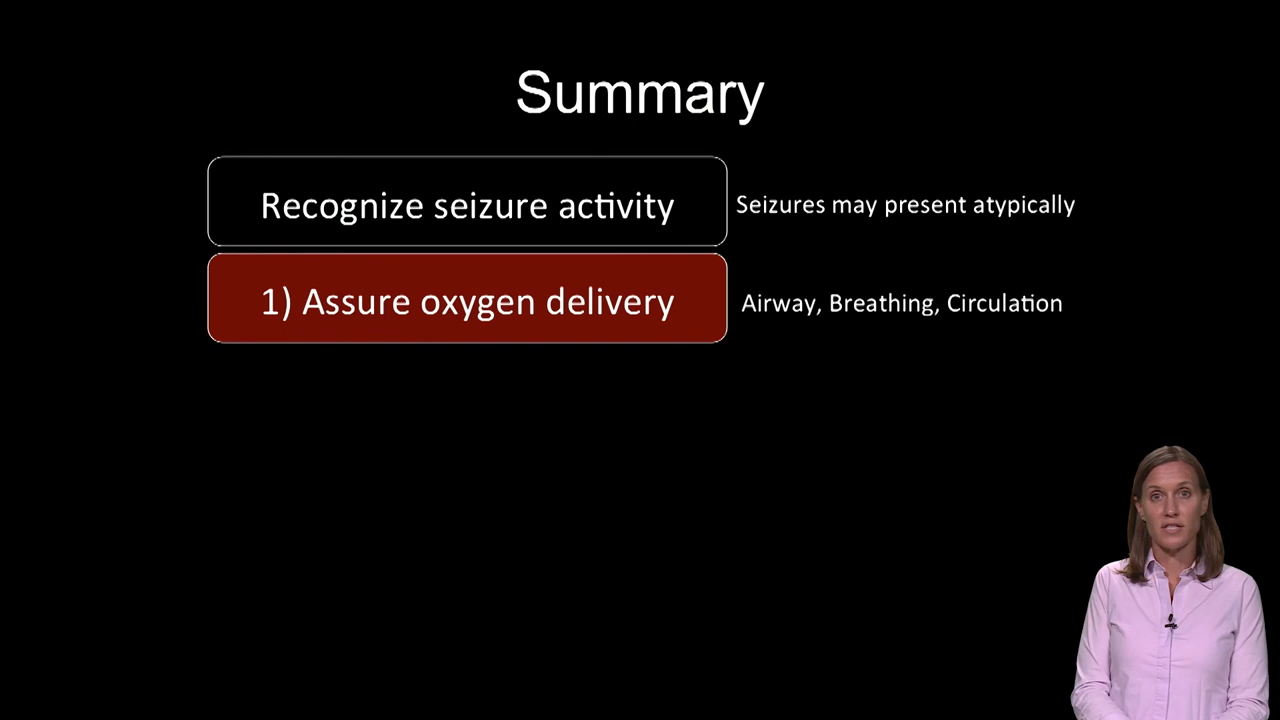 Summary
Recognize seizure activity
Seizures may present atypically
1) Assure oxygen delivery
Airway, Breathing, Circulation